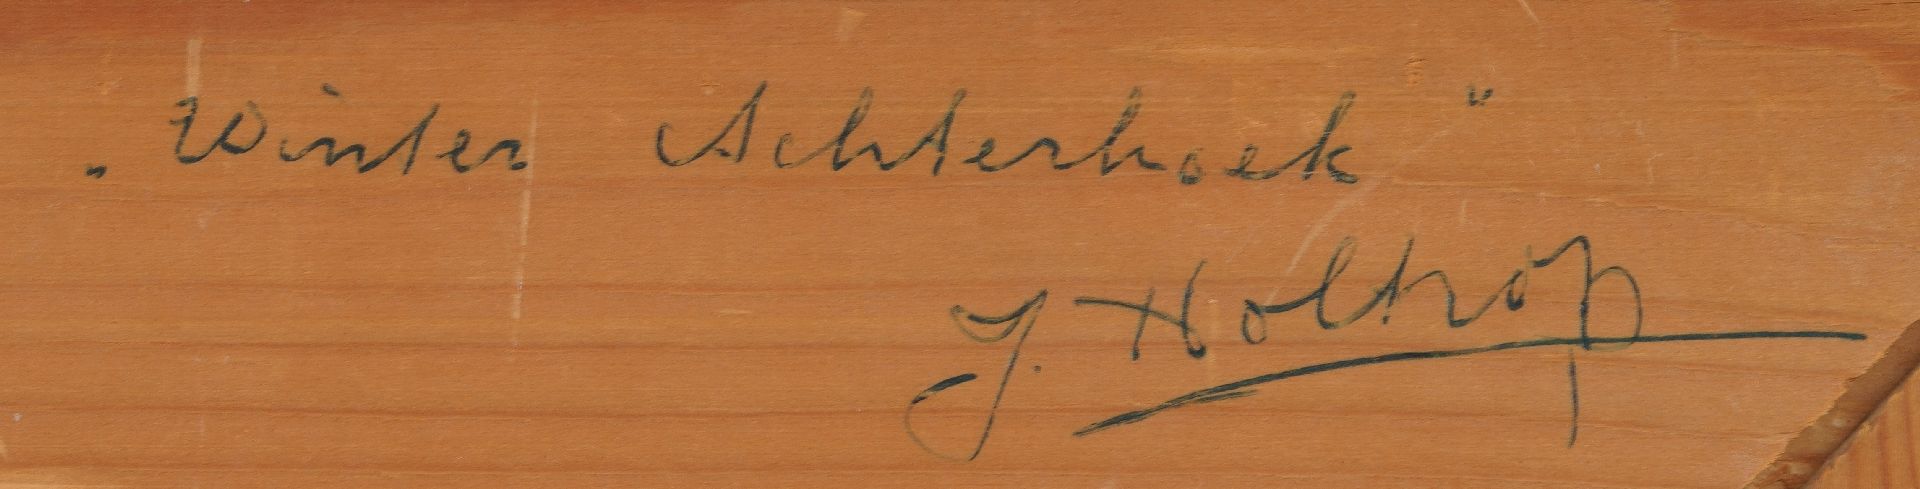 „Winter Achterhoek"
J. Holtrop